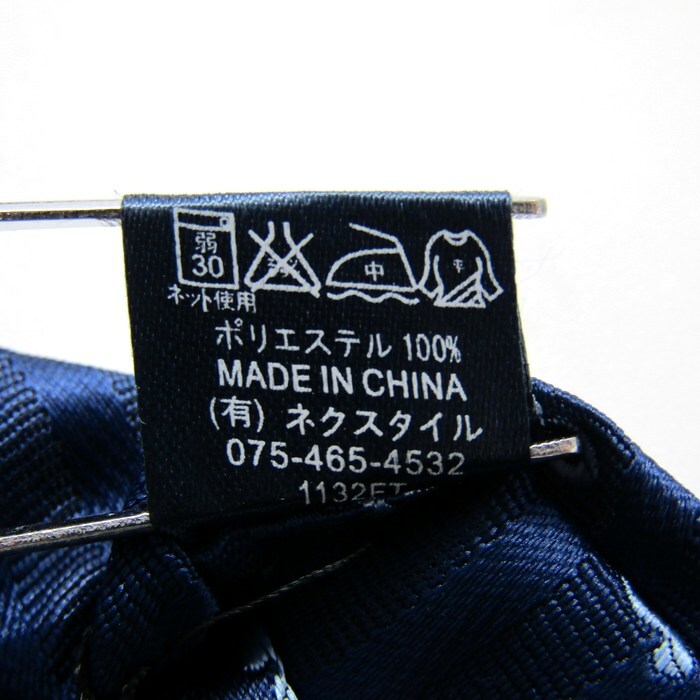 弱 中 平
30
ネット使用
ポリエステル 100%
MADE IN CHINA
(有) ネクスタイル
075-465-4532